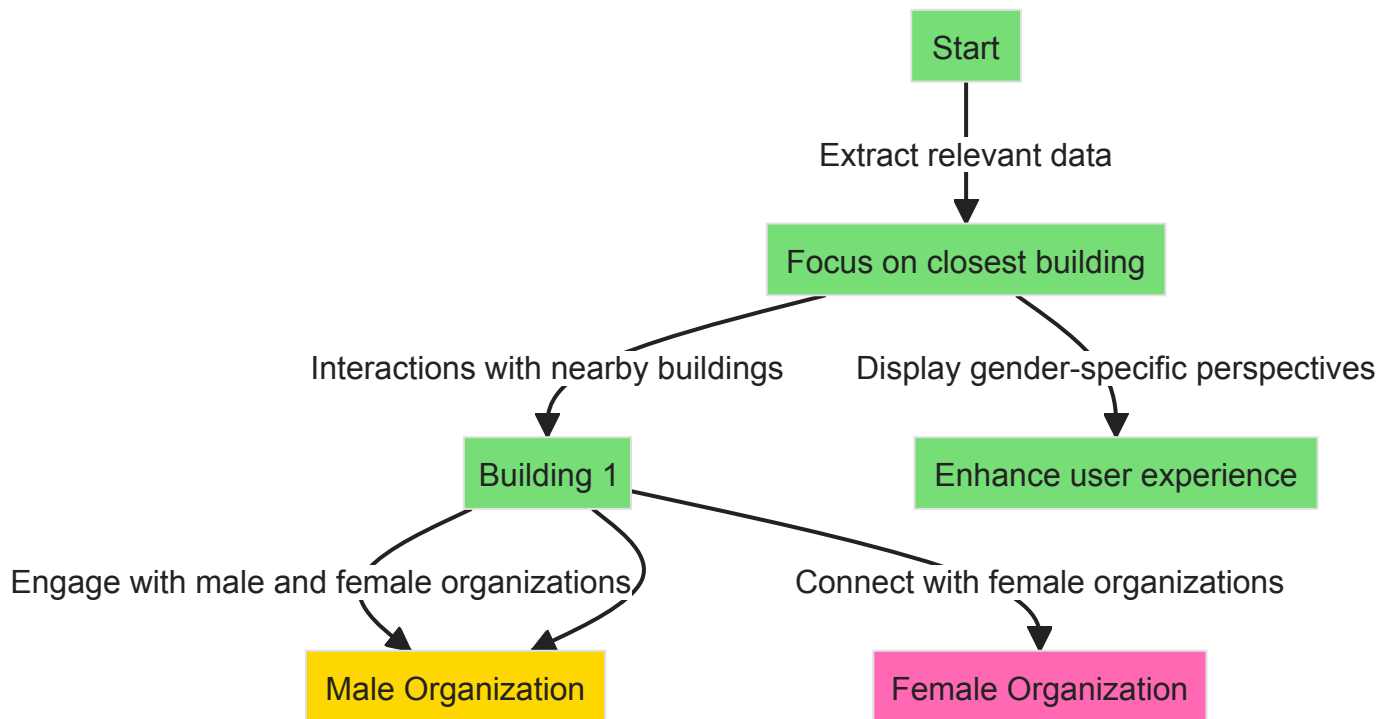 Start
Extract relevant data
Focus on closest building
Interactions with nearby buildings
Display gender-specific perspectives
Building 1
Enhance user experience
Engage with male and female organizations
Connect with female organizations
Male Organization
Female Organization